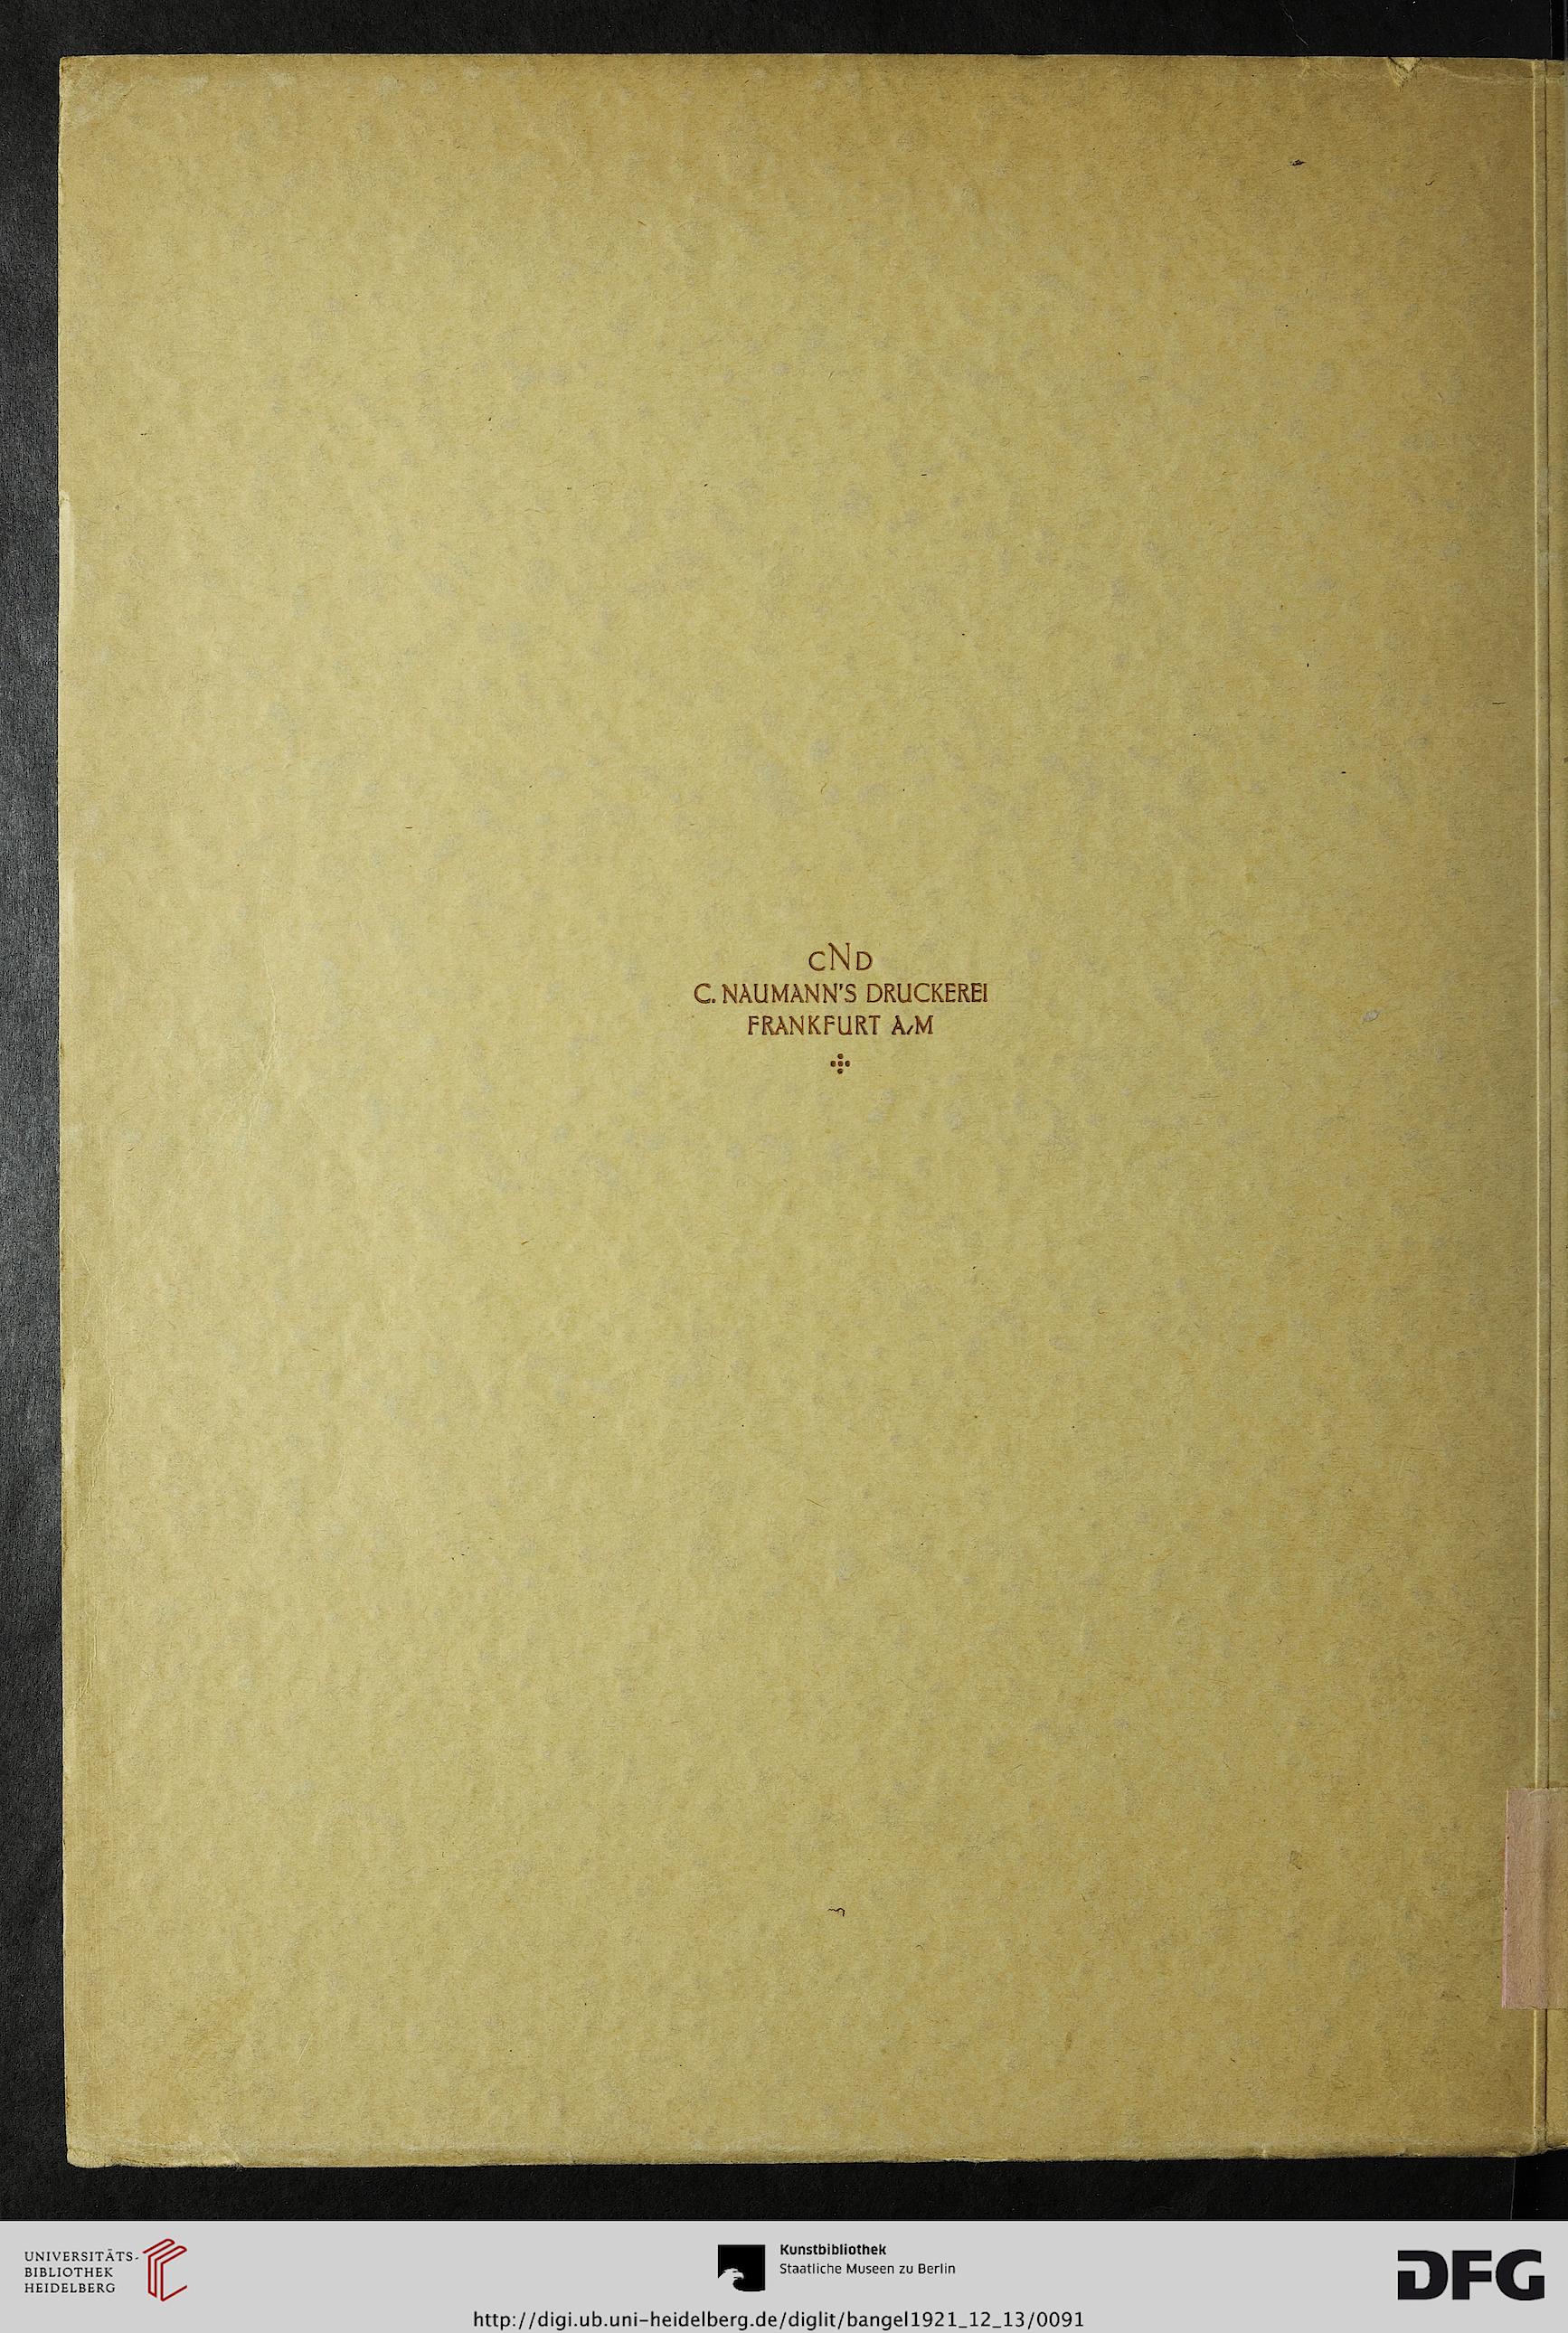 cNd
C. NAUMANN'S DRUCKEREI
FRANKFURT A/M
UNIVERSITÄTS-
BIBLIOTHEK
HEIDELBERG
Kunstbibliothek
Staatliche Museen zu Berlin
DFG
http://digi.ub.uni-heidelberg.de/diglit/bangel1921_12_13/0091